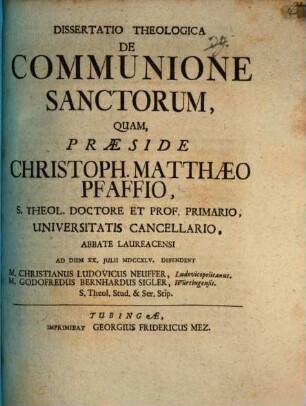 DISSERTATIO THEOLOGICA
DE
COMMUNIONE
SANCTORUM,
QUAM,
PRÆSIDE
CHRISTOPH. MATTHÆO
PFAFFIO,
S. THEOL. DOCTORE ET PROF. PRIMARIO,
UNIVERSITATIS CANCELLARIO,
ABBATE LAUREACENSI
AD DIEM XX. JULII MDCCXLV. DEFENDENT
M. CHRISTIANUS LUDOVICUS NEUFFER, Ludovicopolitanus.
M. GODOFREDUS BERNHARDUS SIGLER, Würtingensis.
S. Theol. Stud. & Ser. Stip.
TUBINGÆ,
IMPRIMEBAT GEORGIUS FRIDERICUS MEZ.